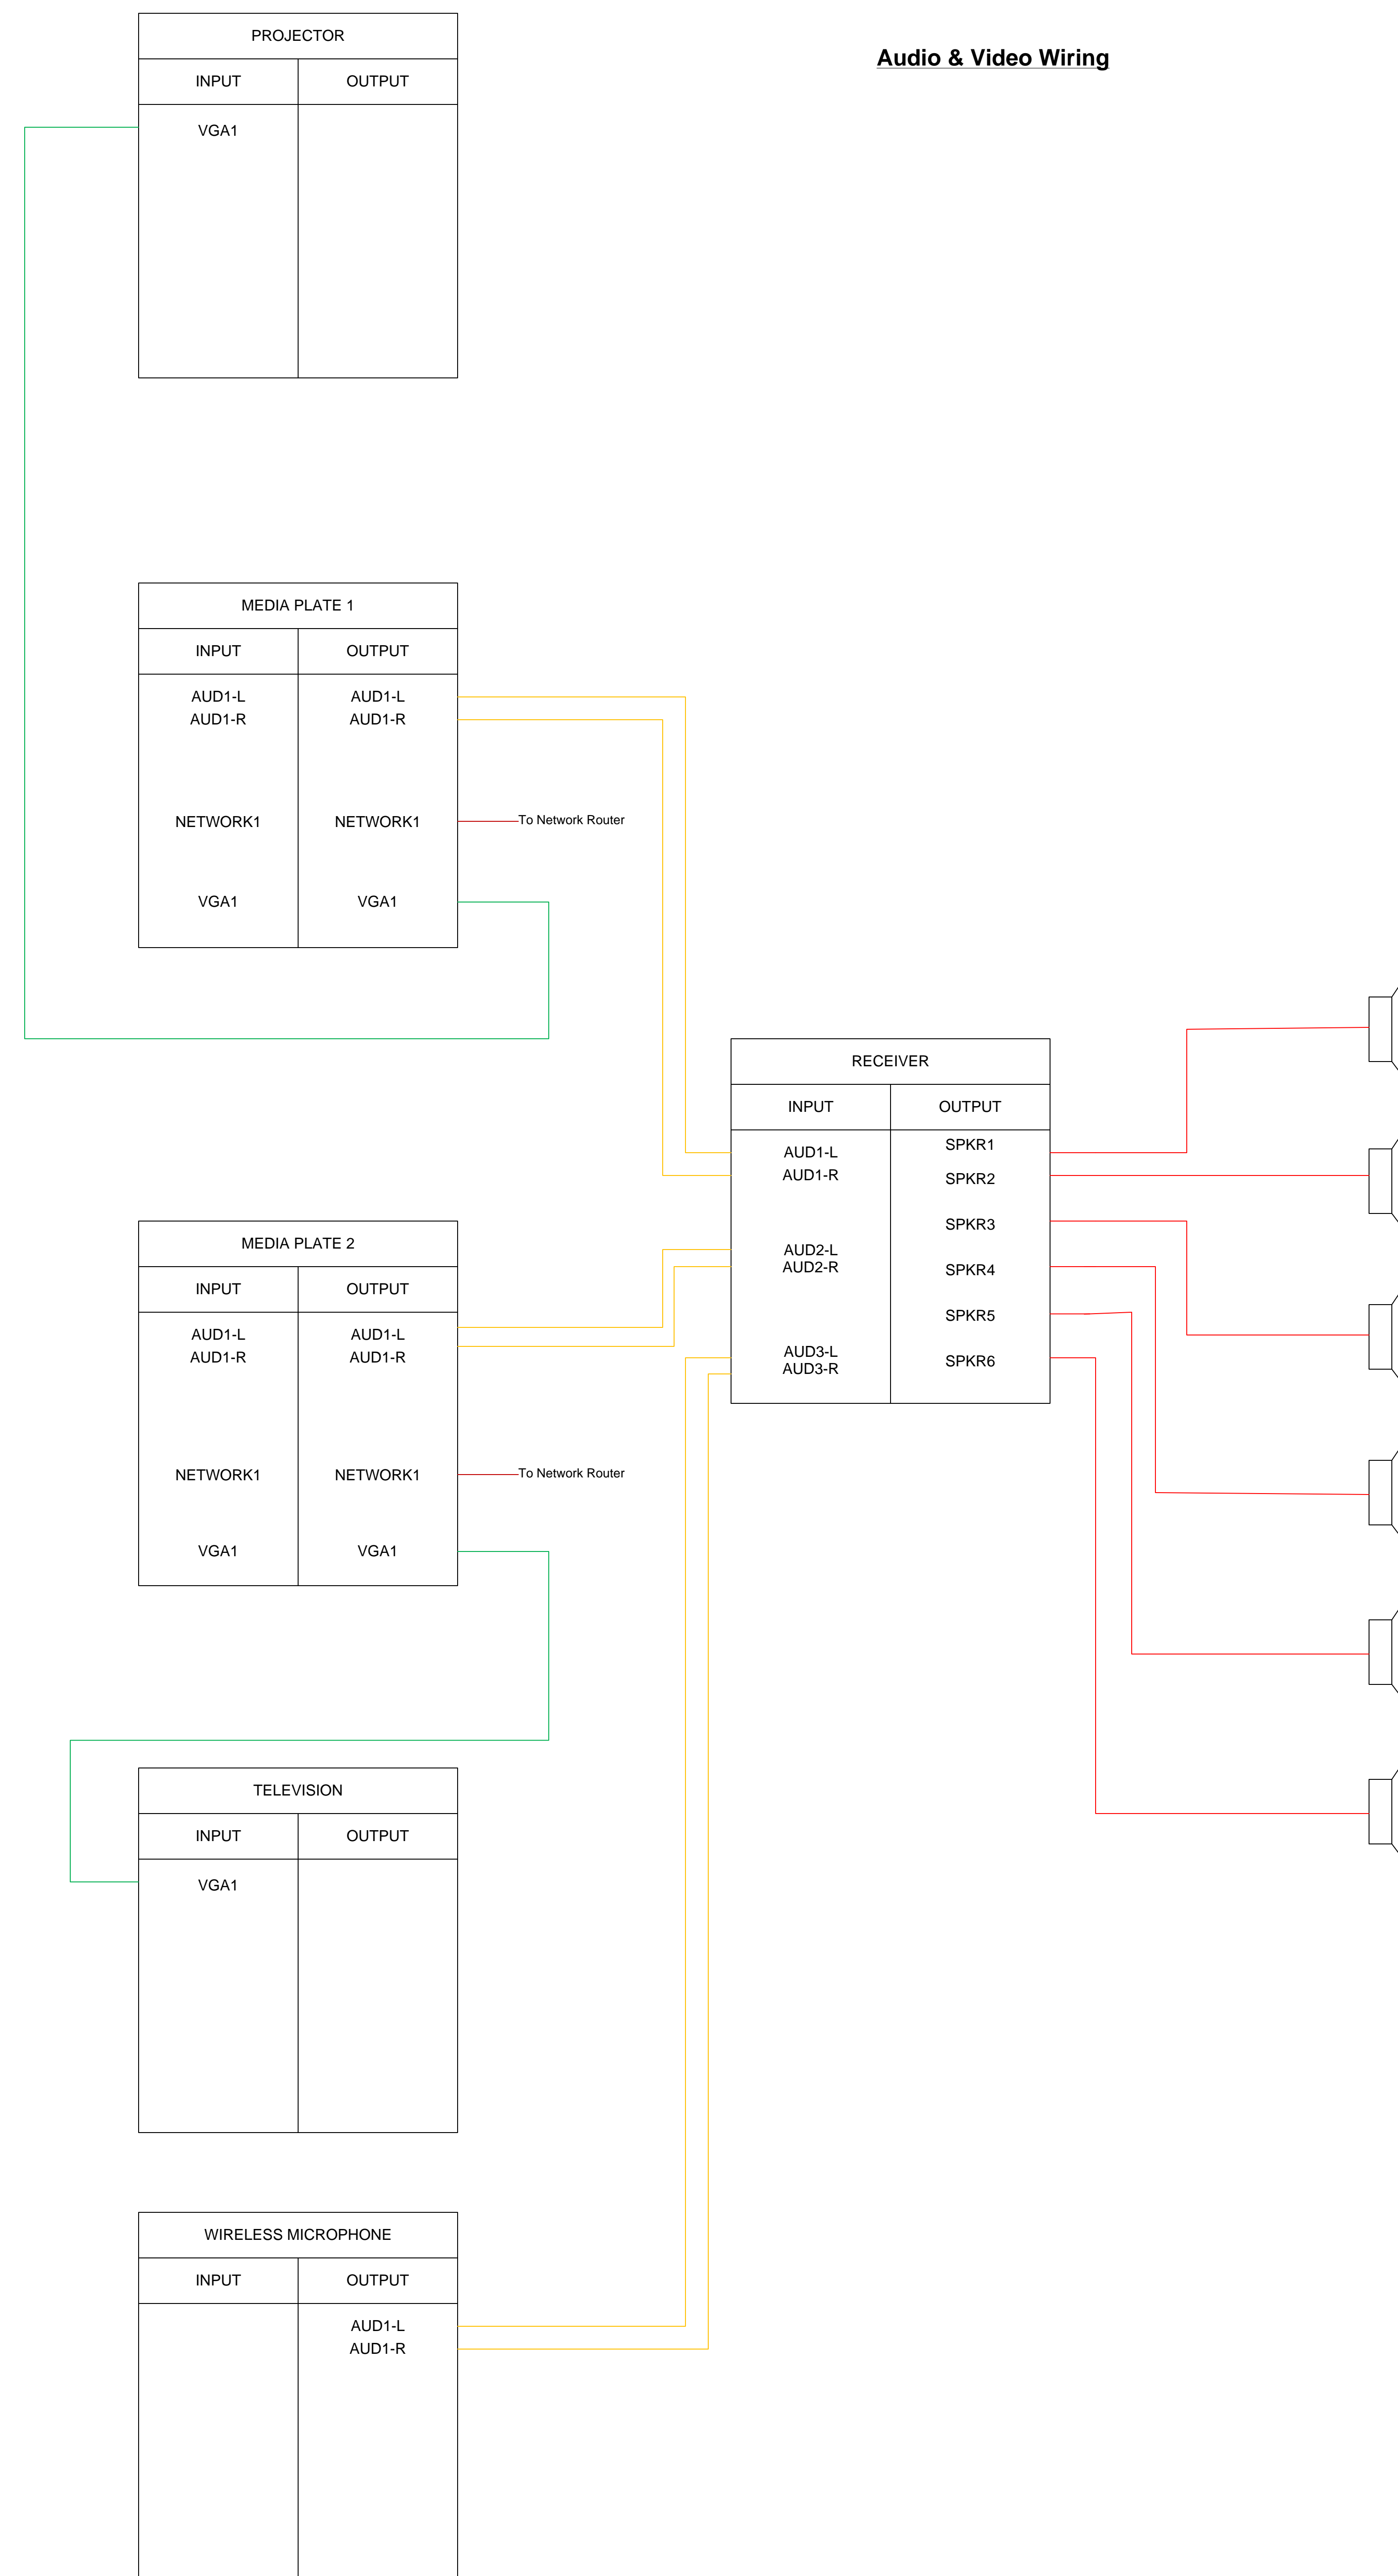 PROJECTOR
Audio & Video Wiring
INPUT OUTPUT
VGA1
MEDIA PLATE 1
INPUT OUTPUT
AUD1-L AUD1-L
AUD1-R AUD1-R
NETWORK1 NETWORK1 To Network Router
VGA1 VGA1
RECEIVER
INPUT OUTPUT
AUD1-L SPKR1
AUD1-R SPKR2
SPKR3
AUD2-L
AUD2-R SPKR4
SPKR5
AUD3-L
AUD3-R SPKR6
MEDIA PLATE 2
INPUT OUTPUT
AUD1-L AUD1-L
AUD1-R AUD1-R
NETWORK1 NETWORK1 To Network Router
VGA1 VGA1
TELEVISION
INPUT OUTPUT
VGA1
WIRELESS MICROPHONE
INPUT OUTPUT
AUD1-L
AUD1-R